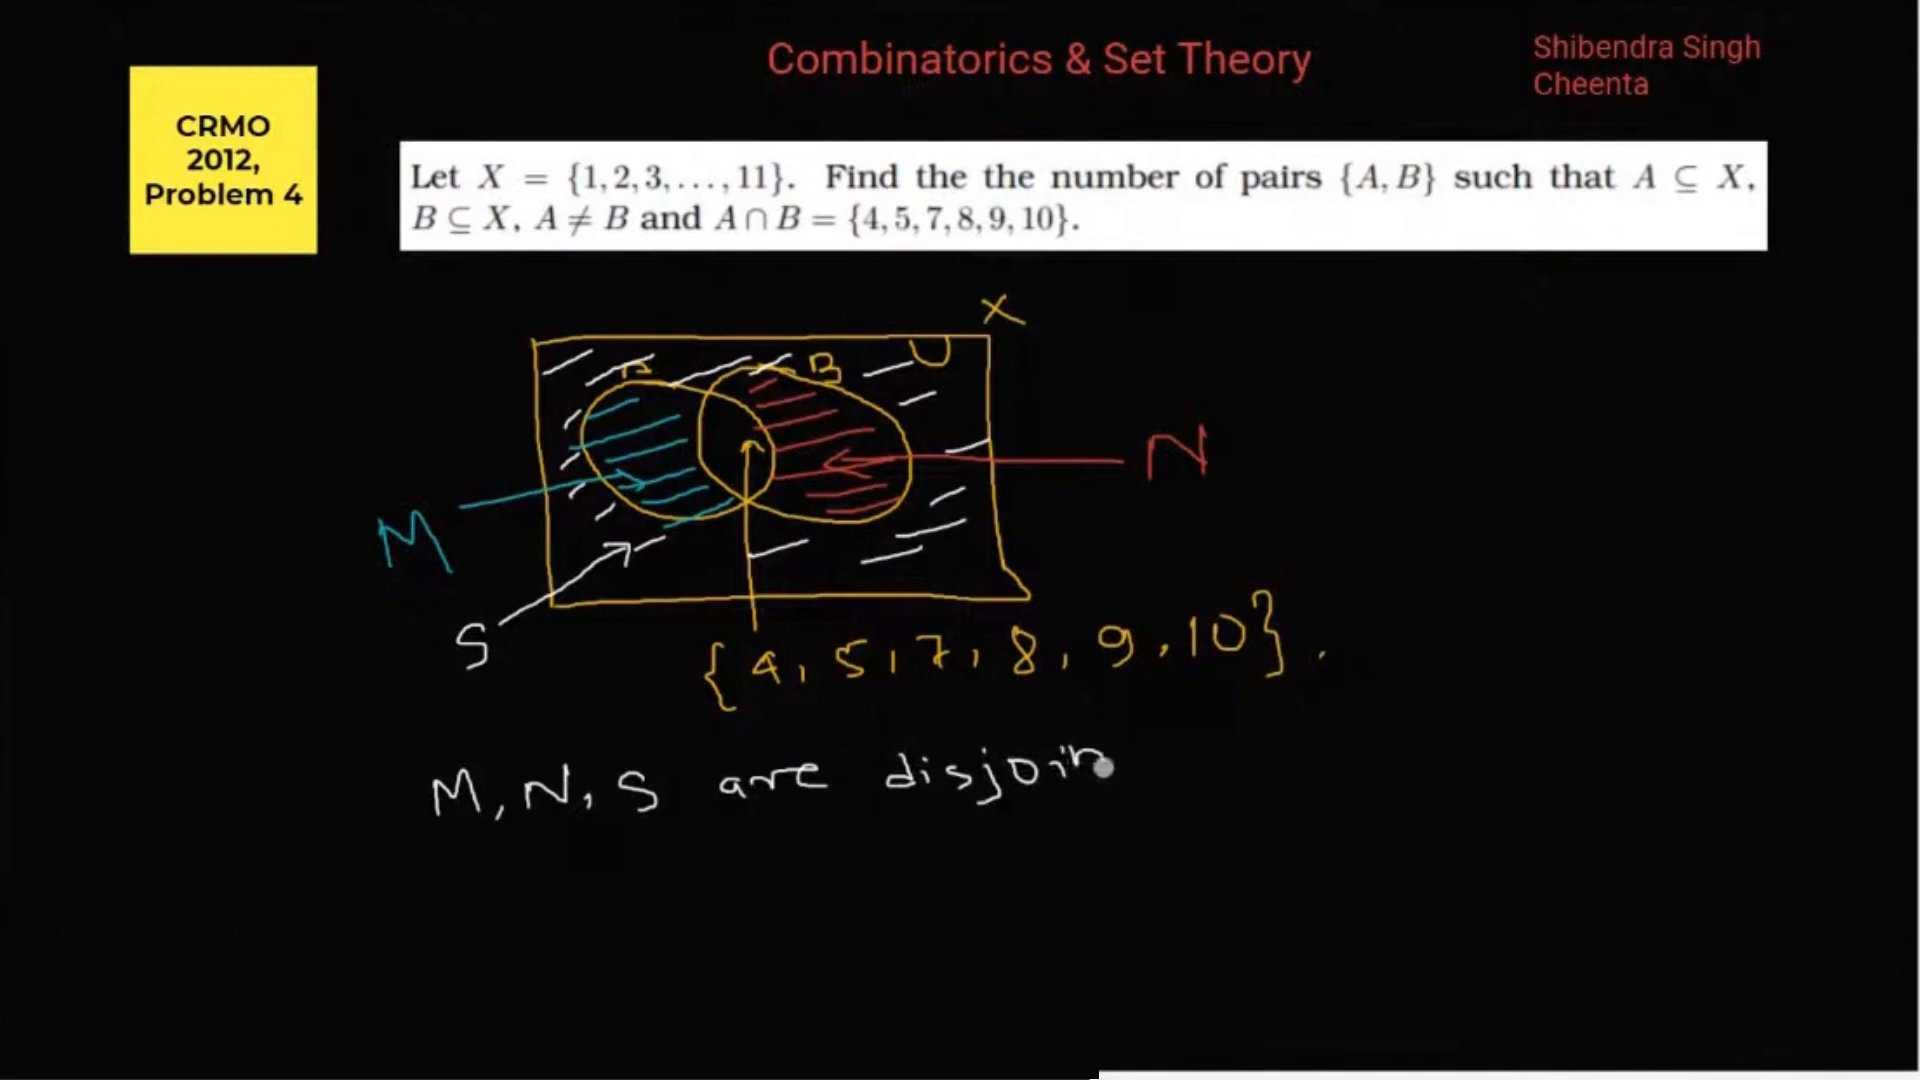 Combinatorics & Set Theory
Shibendra Singh
Cheenta
CRMO
2012,
Problem 4
Let X = {1, 2, 3, . . . , 11}. Find the the number of pairs {A, B} such that A ⊆ X,
B ⊆ X, A ≠ B and A ∩ B = {4, 5, 7, 8, 9, 10}.
X
U
A
B
N
M
S
{4, 5, 7, 8, 9, 10}.
M, N, S are disjoin